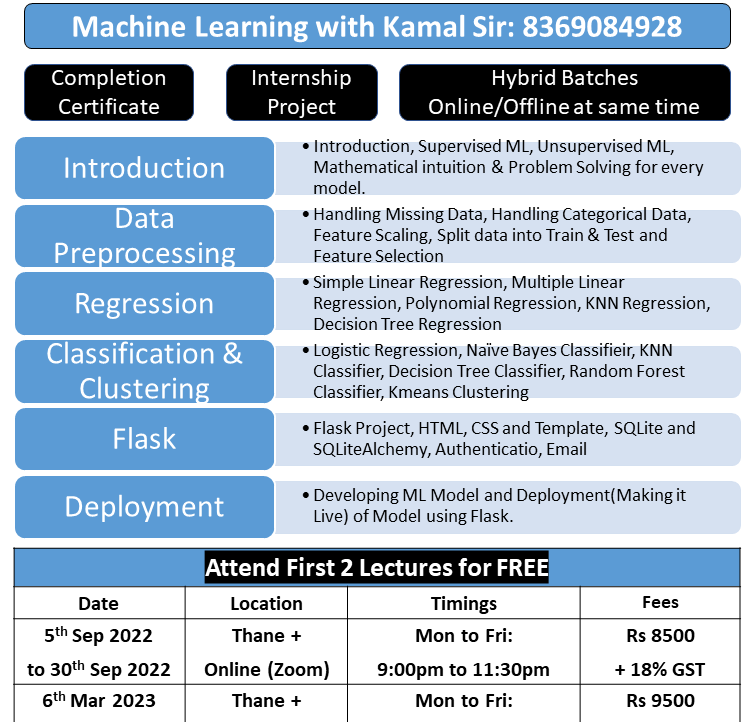 Machine Learning with Kamal Sir: 8369084928
Completion
Certificate
Internship
Project
Hybrid Batches
Online/Offline at same time
Introduction
• Introduction, Supervised ML, Unsupervised ML,
Mathematical intuition & Problem Solving for every
model.
Data
Preprocessing
• Handling Missing Data, Handling Categorical Data,
Feature Scaling, Split data into Train & Test and
Feature Selection
Regression
• Simple Linear Regression, Multiple Linear
Regression, Polynomial Regression, KNN Regression,
Decision Tree Regression
Classification &
Clustering
• Logistic Regression, Naïve Bayes Classifieir, KNN
Classifier, Decision Tree Classifier, Random Forest
Classifier, Kmeans Clustering
Flask
• Flask Project, HTML, CSS and Template, SQLite and
SQLiteAlchemy, Authenticatio, Email
Deployment
• Developing ML Model and Deployment(Making it
Live) of Model using Flask.
Attend First 2 Lectures for FREE
Date Location Timings Fees
5th Sep 2022 Thane + Mon to Fri: Rs 8500
to 30th Sep 2022 Online (Zoom) 9:00pm to 11:30pm + 18% GST
6th Mar 2023 Thane + Mon to Fri: Rs 9500